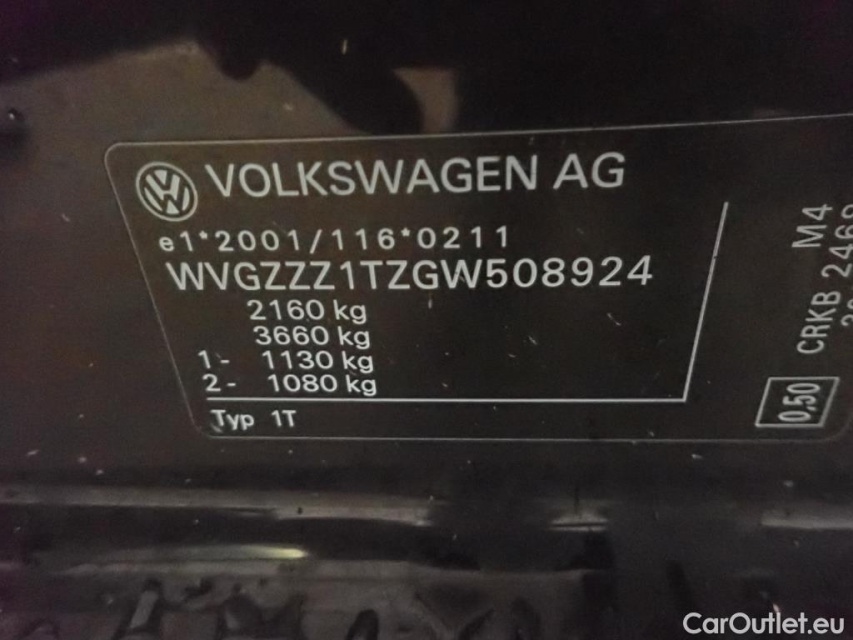 VOLKSWAGEN AG
e1*2001/116*0211
WVGZZZ1TZGW508924
2160 kg
3660 kg
1- 1130 kg
2- 1080 kg
Typ 1T
M4
CRKB
0,50
CarOutlet.eu